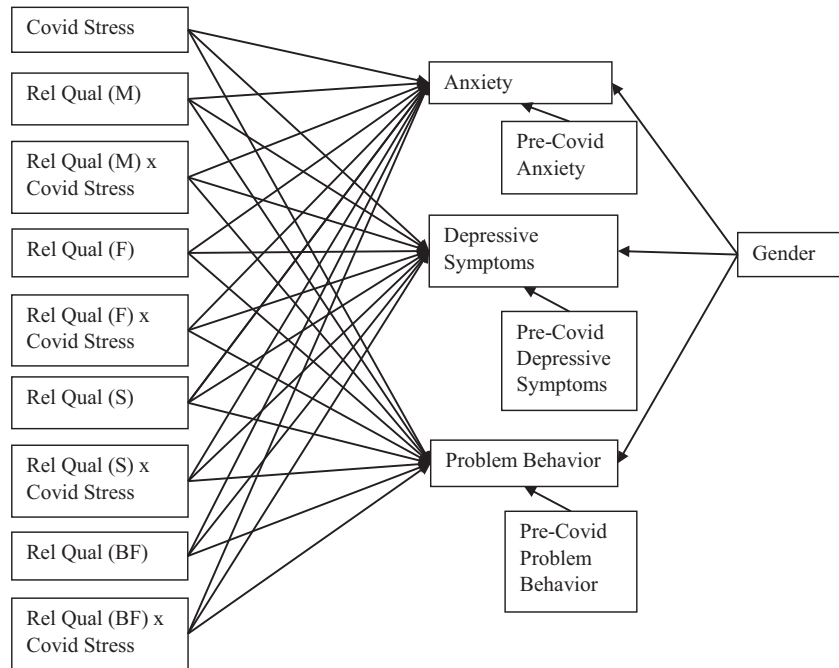 Covid Stress
Rel Qual (M)
Rel Qual (M) x
Covid Stress
Rel Qual (F)
Rel Qual (F) x
Covid Stress
Rel Qual (S)
Rel Qual (S) x
Covid Stress
Rel Qual (BF)
Rel Qual (BF) x
Covid Stress
Anxiety
Pre-Covid
Anxiety
Depressive
Symptoms
Pre-Covid
Depressive
Symptoms
Problem Behavior
Pre-Covid
Problem
Behavior
Gender